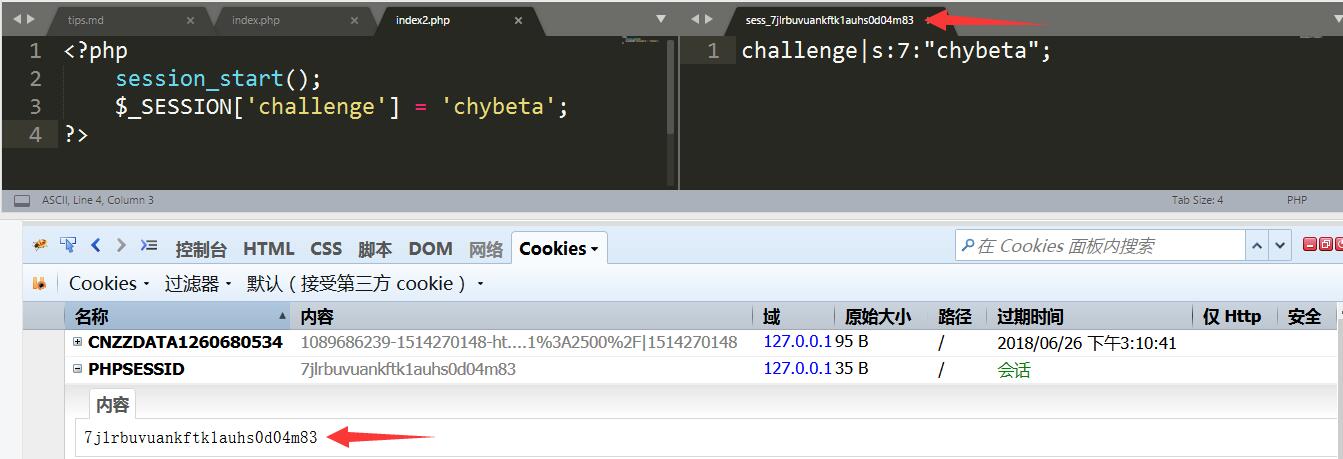 tips.md index.php index2.php
1 <?php
2 session_start();
3 $_SESSION['challenge'] = 'chybeta';
4 ?>
sess_7jlrbuvuankftk1auhs0d04m83
1 challenge|s:7:"chybeta";
ASCII, Line 4, Column 3 Tab Size: 4 PHP
控制台 HTML CSS 脚本 DOM 网络 Cookies 在 Cookies 面板内搜索
Cookies 过滤器 默认（接受第三方 cookie）
名称 内容 域 原始大小 路径 过期时间 仅 Http 安全
CNZZDATA1260680534 1089686239-1514270148-ht....1%3A2500%2F|1514270148 127.0.0.1 95 B / 2018/06/26 下午3:10:41
PHPSESSID 7jlrbuvuankftk1auhs0d04m83 127.0.0.1 35 B / 会话
内容
7jlrbuvuankftk1auhs0d04m83